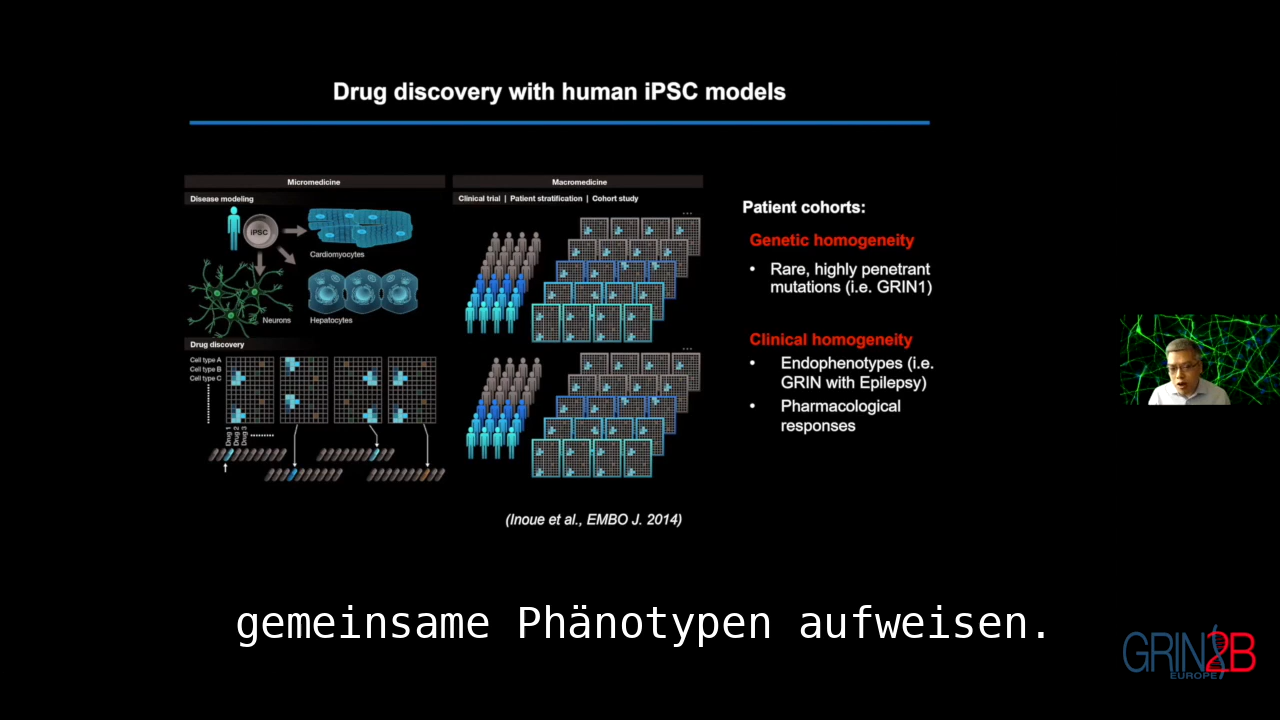 Drug discovery with human iPSC models
Micromedicine
Macromedicine
Disease modeling
Clinical trial | Patient stratification | Cohort study
iPSC
Cardiomyocytes
Neurons
Hepatocytes
Drug discovery
Cell type A
Cell type B
Cell type C
Drug 1
Drug 2
Drug 3
Patient cohorts:
Genetic homogeneity
• Rare, highly penetrant
mutations (i.e. GRIN1)
Clinical homogeneity
• Endophenotypes (i.e.
GRIN with Epilepsy)
• Pharmacological
responses
(Inoue et al., EMBO J. 2014)
gemeinsame Phänotypen aufweisen.
GRIN2B
EUROPE